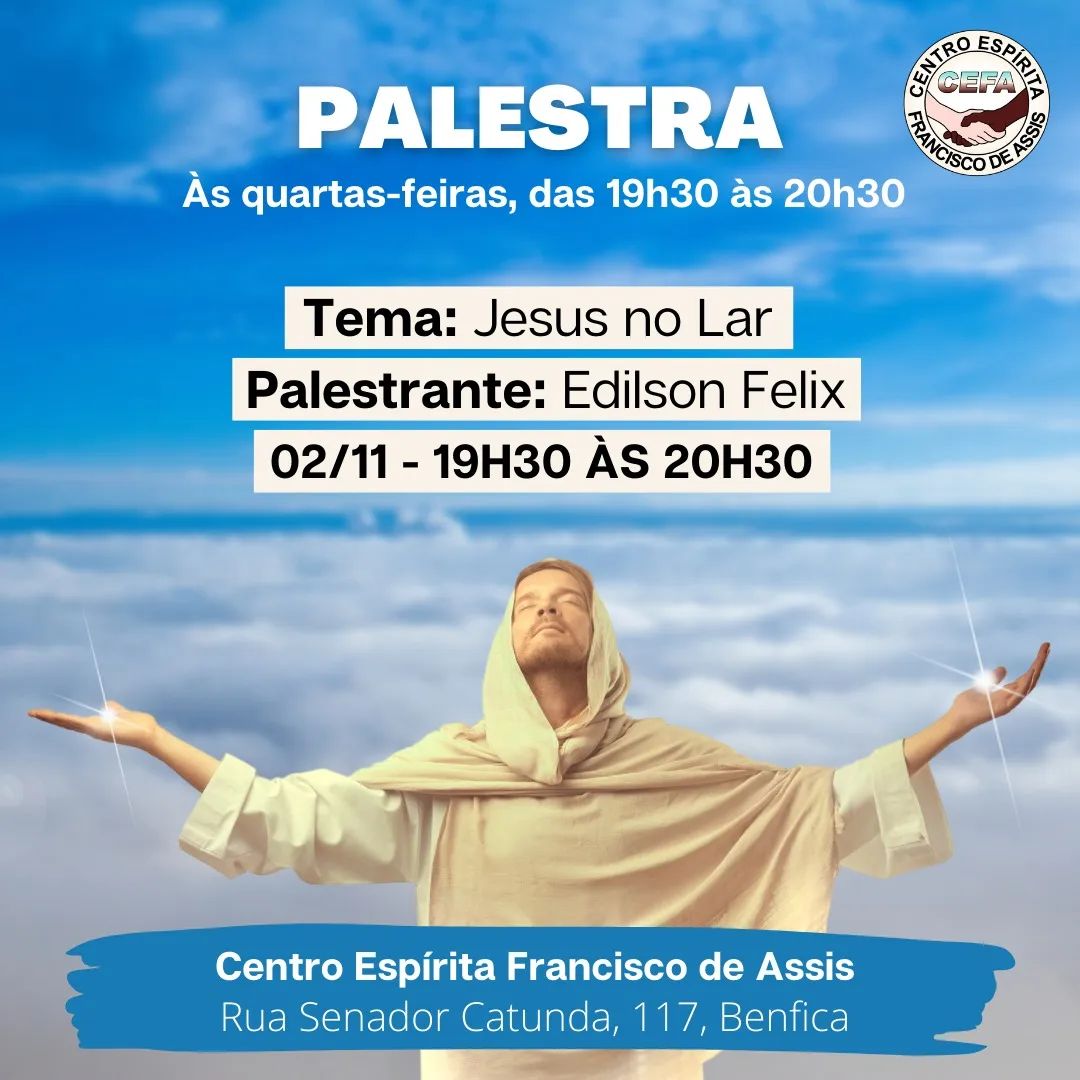 PALESTRA
CENTRO ESPÍRITA
CEFA
FRANCISCO DE ASSIS
Às quartas-feiras, das 19h30 às 20h30
Tema: Jesus no Lar
Palestrante: Edilson Felix
02/11 - 19H30 ÀS 20H30
Centro Espírita Francisco de Assis
Rua Senador Catunda, 117, Benfica